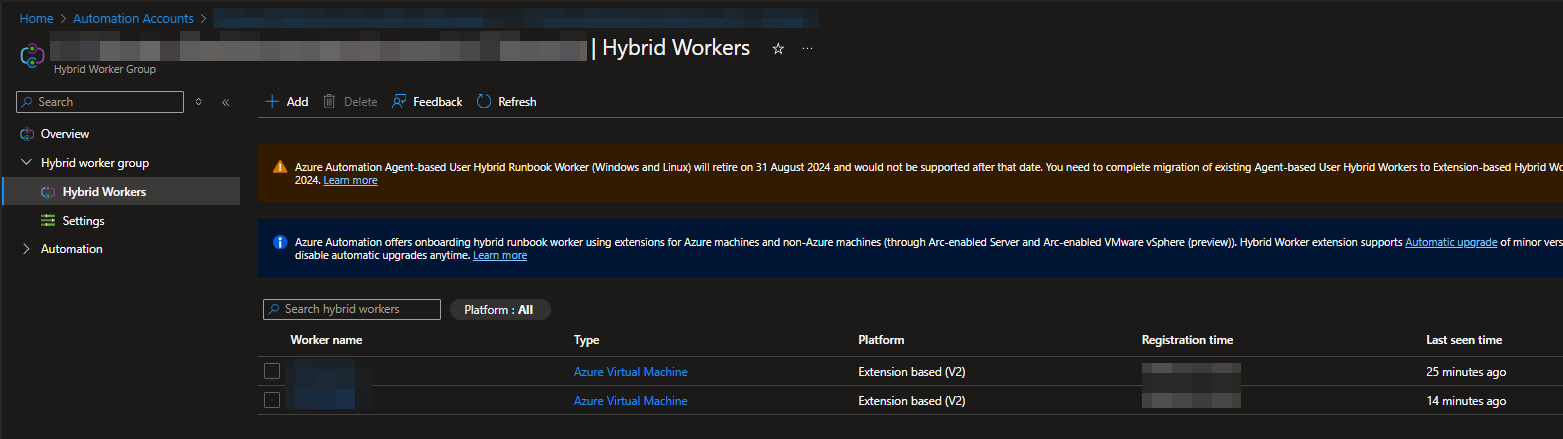 Home > Automation Accounts >
| Hybrid Workers ☆ ...
Hybrid Worker Group
Search
Add Delete Feedback Refresh
Overview
Hybrid worker group
Hybrid Workers
Settings
Automation
Azure Automation Agent-based User Hybrid Runbook Worker (Windows and Linux) will retire on 31 August 2024 and would not be supported after that date. You need to complete migration of existing Agent-based User Hybrid Workers to Extension-based Hybrid Wo
2024. Learn more
Azure Automation offers onboarding hybrid runbook worker using extensions for Azure machines and non-Azure machines (through Arc-enabled Server and Arc-enabled VMware vSphere (preview)). Hybrid Worker extension supports Automatic upgrade of minor vers
disable automatic upgrades anytime. Learn more
Search hybrid workers Platform : All
Worker name Type Platform Registration time Last seen time
Azure Virtual Machine Extension based (V2) 25 minutes ago
Azure Virtual Machine Extension based (V2) 14 minutes ago